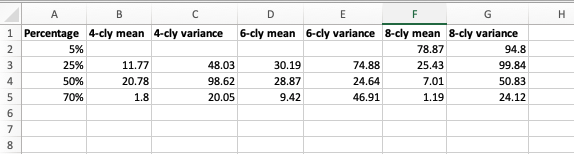 A B C D E F G H
1 Percentage 4-cly mean 4-cly variance 6-cly mean 6-cly variance 8-cly mean 8-cly variance
2 5% 78.87 94.8
3 25% 11.77 48.03 30.19 74.88 25.43 99.84
4 50% 20.78 98.62 28.87 24.64 7.01 50.83
5 70% 1.8 20.05 9.42 46.91 1.19 24.12
6
7
8